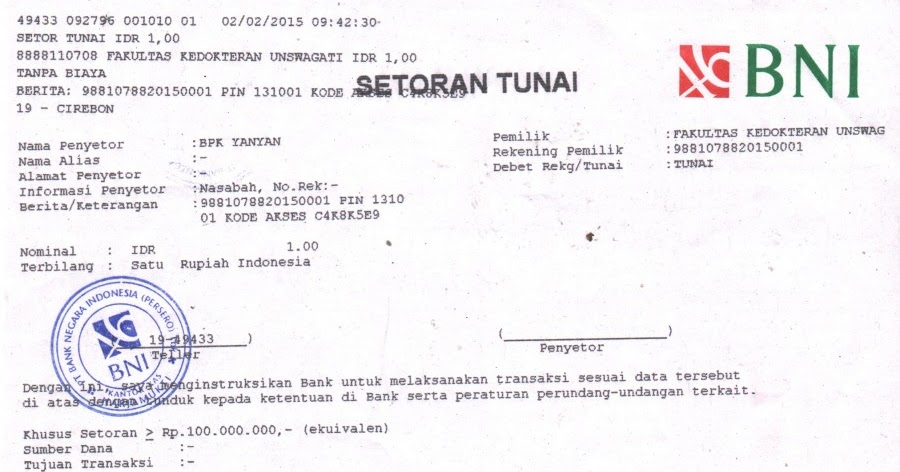 49433 092796 001010 01 02/02/2015 09:42:30
SETOR TUNAI IDR 1,00
8888110708 FAKULTAS KEDOKTERAN UNSWAGATI IDR 1,00
TANPA BIAYA
SETORAN TUNAI
BNI
BERITA: 9881078820150001 PIN 131001 KODE AKSES C4K8K5E9
19 - CIREBON
Nama Penyetor :BPK YANYAN
Nama Alias :-
Alamat Penyetor :-
Informasi Penyetor :Nasabah, No.Rek:-
Berita/Keterangan :9881078820150001 PIN 1310
01 KODE AKSES C4K8K5E9
Pemilik :FAKULTAS KEDOKTERAN UNSWAG
Rekening Pemilik :9881078820150001
Debet Rekg/Tunai :TUNAI
Nominal : IDR 1.00
Terbilang : Satu Rupiah Indonesia
PT BANK NEGARA INDONESIA (PERSERO)
BNI
KANTOR KAS
19-49433 )
Teller
( )
Penyetor
Dengan ini, saya menginstruksikan Bank untuk melaksanakan transaksi sesuai data tersebut
di atas dengan tunduk kepada ketentuan di Bank serta peraturan perundang-undangan terkait.
Khusus Setoran > Rp.100.000.000,- (ekuivalen)
Sumber Dana :-
Tujuan Transaksi :-